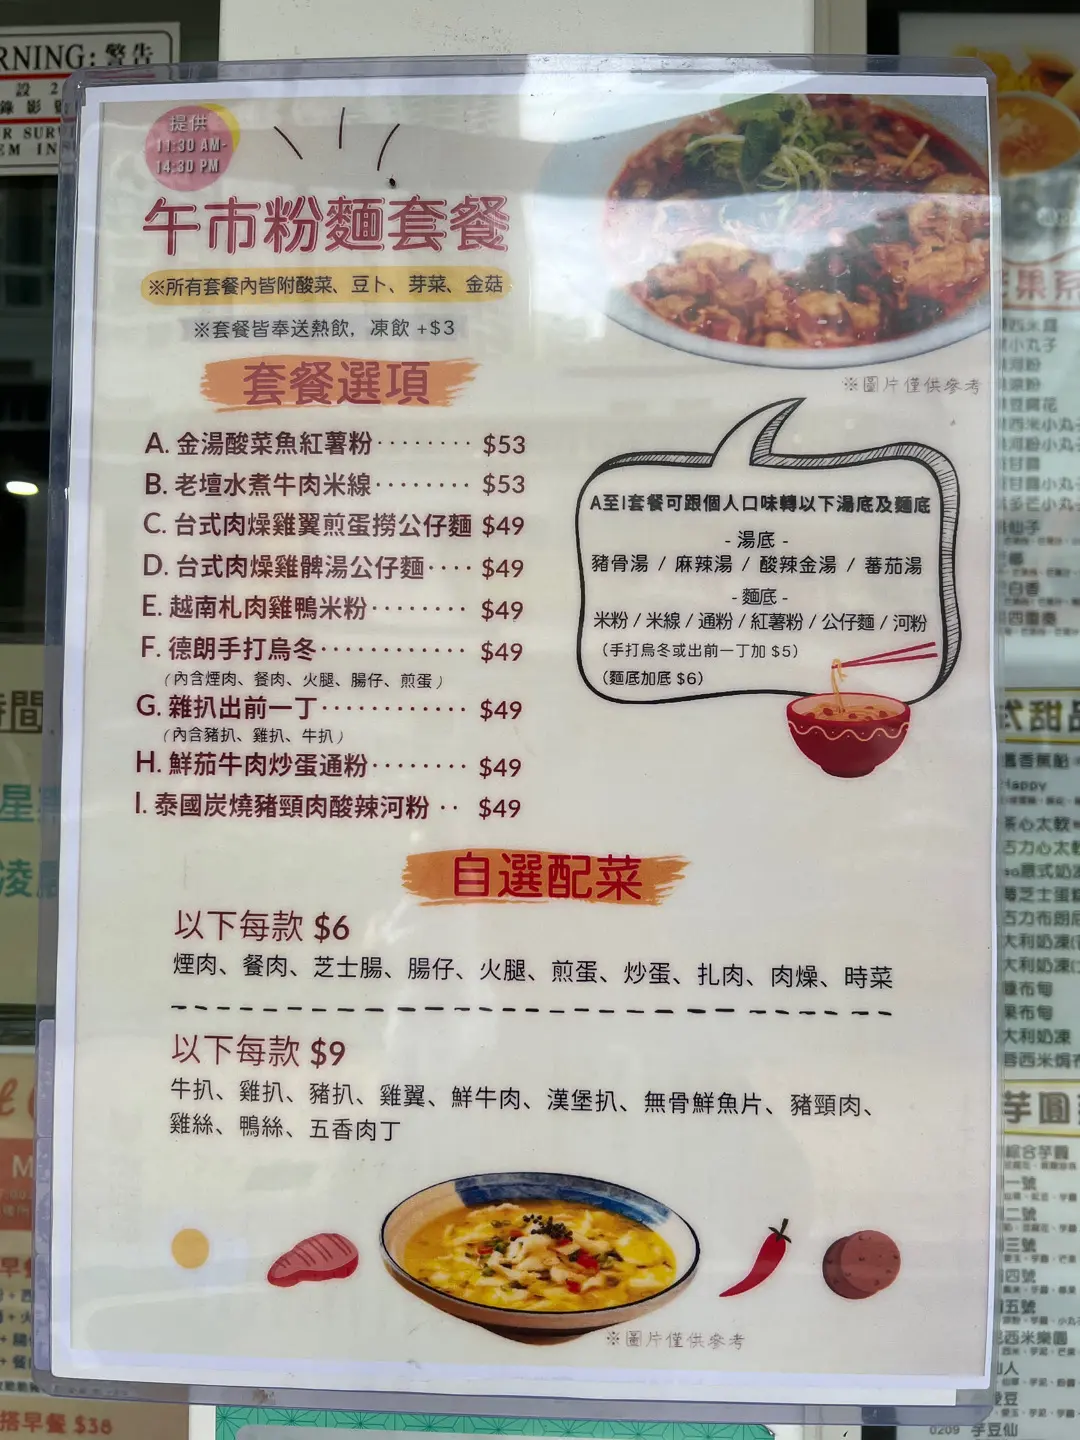 RNING: 警告
提供
11:30 AM-
14:30 PM
午市粉麵套餐
※所有套餐內皆附酸菜、豆卜、芽菜、金菇
※套餐皆奉送熱飲，凍飲 +$3
※圖片僅供參考
套餐選項
A. 金湯酸菜魚紅薯粉········ $53
B. 老壇水煮牛肉米線········ $53
C. 台式肉燥雞翼煎蛋撈公仔麵 $49
D. 台式肉燥雞髀湯公仔麵···· $49
E. 越南札肉雞鴨米粉········ $49
F. 德朗手打烏冬············ $49
（內含煙肉、餐肉、火腿、腸仔、煎蛋）
G. 雜扒出前一丁············ $49
（內含豬扒、雞扒、牛扒）
H. 鮮茄牛肉炒蛋通粉········ $49
I. 泰國炭燒豬頸肉酸辣河粉 ·· $49
A至I套餐可跟個人口味轉以下湯底及麵底
- 湯底 -
豬骨湯 / 麻辣湯 / 酸辣金湯 / 蕃茄湯
- 麵底 -
米粉 / 米線 / 通粉 / 紅薯粉 / 公仔麵 / 河粉
（手打烏冬或出前一丁加 $5）
（麵底加底 $6）
自選配菜
以下每款 $6
煙肉、餐肉、芝士腸、腸仔、火腿、煎蛋、炒蛋、扎肉、肉燥、時菜
以下每款 $9
牛扒、雞扒、豬扒、雞翼、鮮牛肉、漢堡扒、無骨鮮魚片、豬頸肉、
雞絲、鴨絲、五香肉丁
※圖片僅供參考
搭早餐 $38